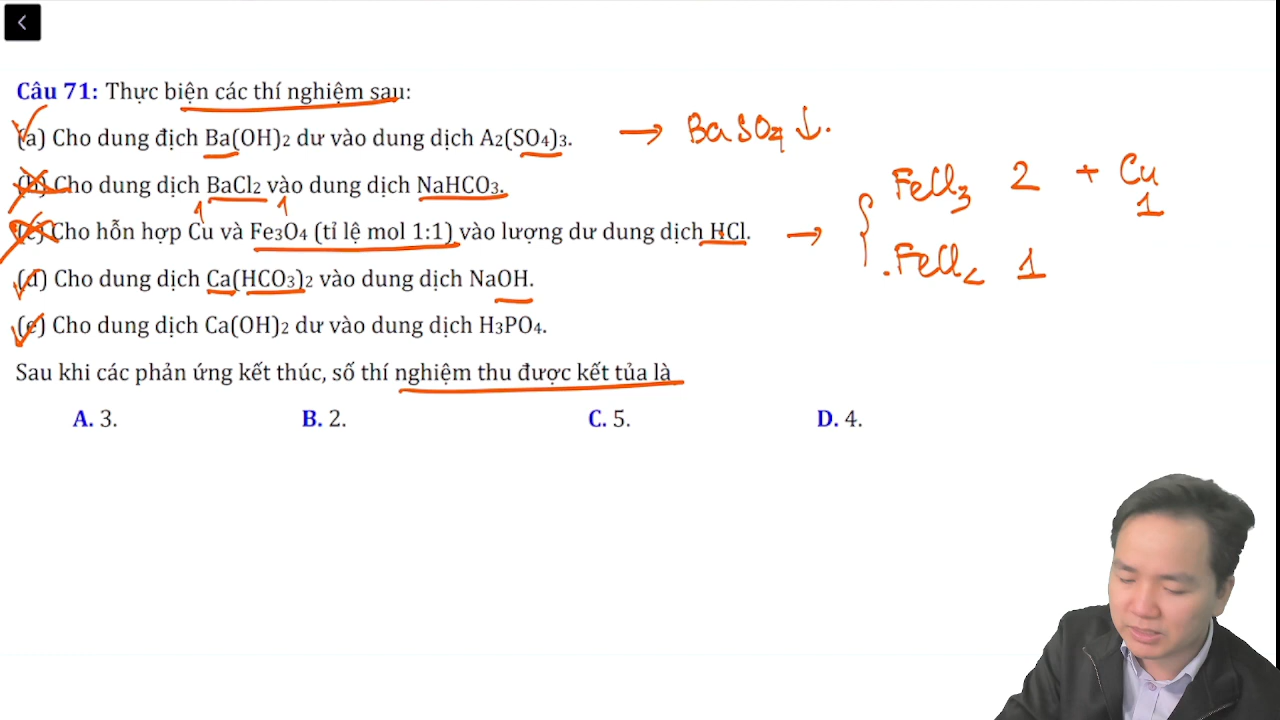 Câu 71: Thực biện các thí nghiệm sau:
(a) Cho dung địch Ba(OH)2 dư vào dung dịch A2(SO4)3. → BaSO4 ↓.
(b) Cho dung dịch BaCl2 vào dung dịch NaHCO3.
FeCl3 2 + Cu
1 1 1
(c) Cho hỗn hợp Cu và Fe3O4 (tỉ lệ mol 1:1) vào lượng dư dung dịch HCl. →
FeCl2 1
(d) Cho dung dịch Ca(HCO3)2 vào dung dịch NaOH.
(e) Cho dung dịch Ca(OH)2 dư vào dung dịch H3PO4.
Sau khi các phản ứng kết thúc, số thí nghiệm thu được kết tủa là
A. 3. B. 2. C. 5. D. 4.